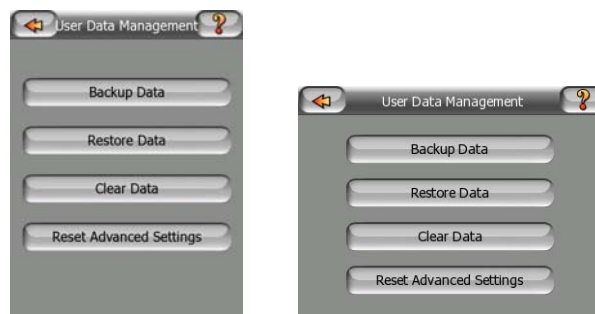 User Data Management ?
Backup Data
Restore Data
Clear Data
Reset Advanced Settings
User Data Management ?
Backup Data
Restore Data
Clear Data
Reset Advanced Settings